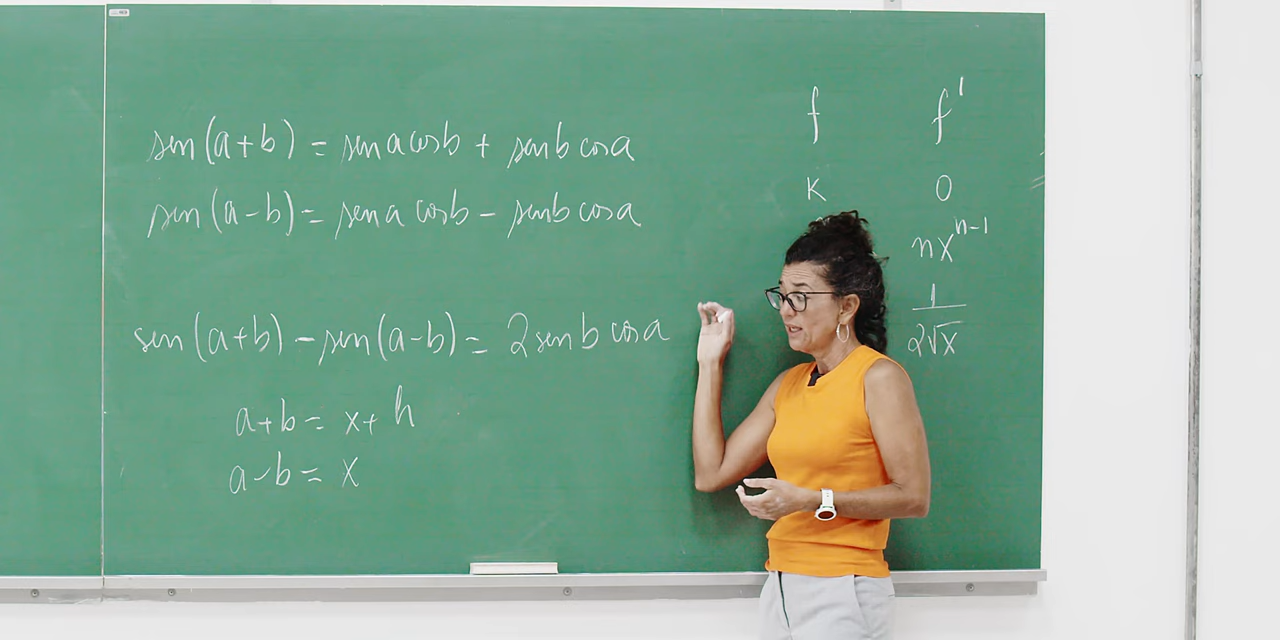 sen(a+b) = sen a cos b + sen b cos a
sen(a-b) = sen a cos b - sen b cos a
sen(a+b) - sen(a-b) = 2 sen b cos a
a+b = x+h
a-b = x
f f'
K 0
nx^{n-1}
1/(2√x)